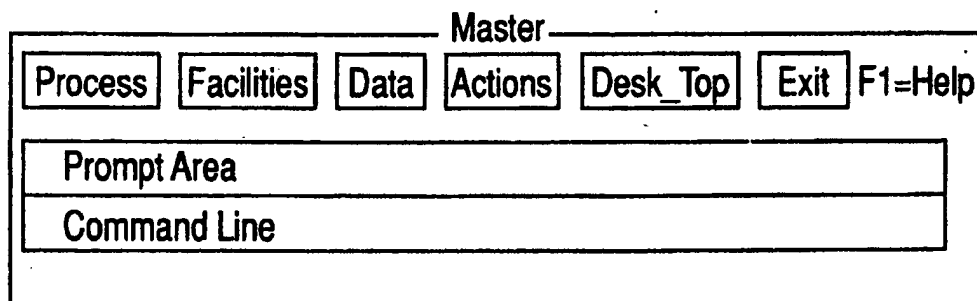 Master
Process Facilities Data Actions Desk_Top Exit F1=Help
Prompt Area
Command Line